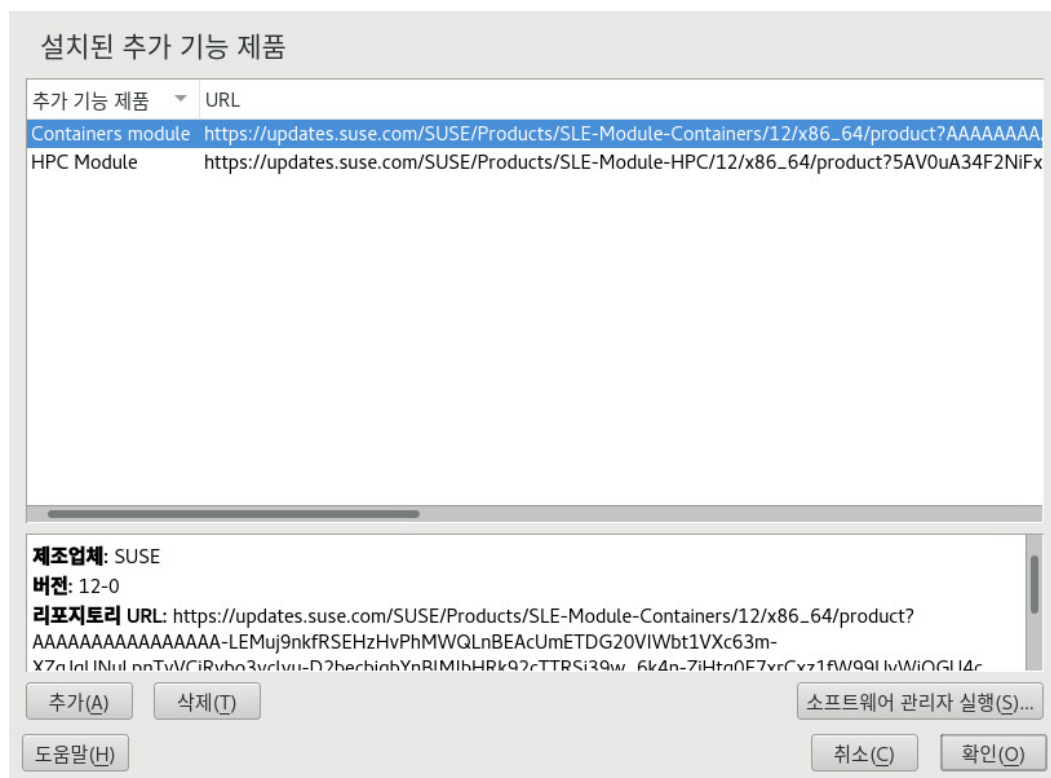 설치된 추가 기능 제품
추가 기능 제품 URL
Containers module https://updates.suse.com/SUSE/Products/SLE-Module-Containers/12/x86_64/product?AAAAAAAA
HPC Module https://updates.suse.com/SUSE/Products/SLE-Module-HPC/12/x86_64/product?5AV0uA34F2NiFx
제조업체: SUSE
버전: 12-0
리포지토리 URL: https://updates.suse.com/SUSE/Products/SLE-Module-Containers/12/x86_64/product?
AAAAAAAAAAAAAAAA-LEMuj9nkfRSEHzHvPhMWQLnBEAcUmETDG20VIWbt1VXc63m-
추가(A) 삭제(T) 소프트웨어 관리자 실행(S)...
도움말(H) 취소(C) 확인(O)